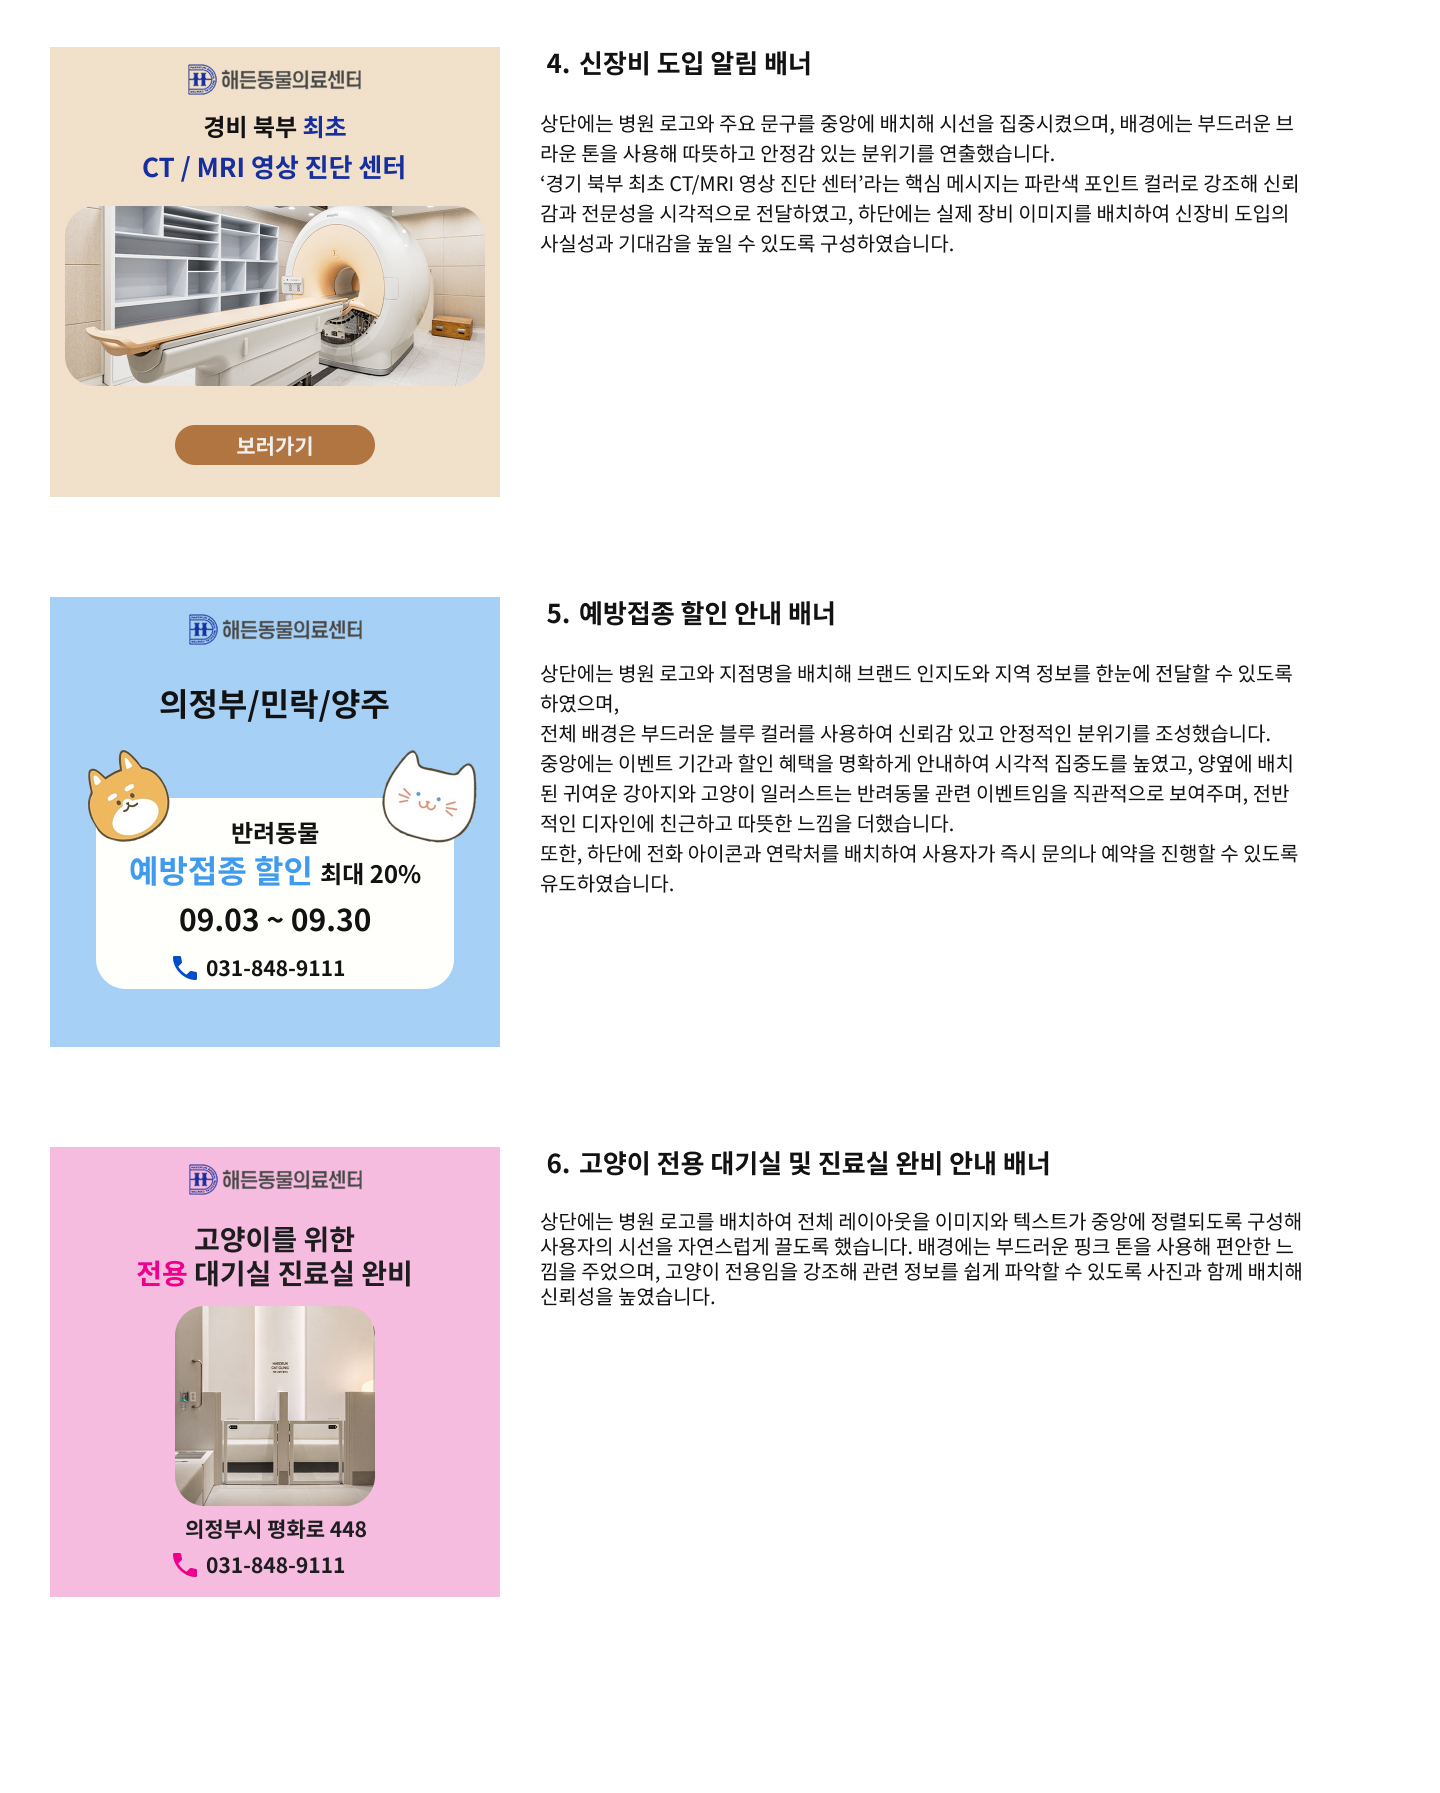 해든동물의료센터
경비 북부 최초
CT / MRI 영상 진단 센터
보러가기
4. 신장비 도입 알림 배너
상단에는 병원 로고와 주요 문구를 중앙에 배치해 시선을 집중시켰으며, 배경에는 부드러운 브
라운 톤을 사용해 따뜻하고 안정감 있는 분위기를 연출했습니다.
‘경기 북부 최초 CT/MRI 영상 진단 센터’라는 핵심 메시지는 파란색 포인트 컬러로 강조해 신뢰
감과 전문성을 시각적으로 전달하였고, 하단에는 실제 장비 이미지를 배치하여 신장비 도입의
사실성과 기대감을 높일 수 있도록 구성하였습니다.
해든동물의료센터
의정부/민락/양주
반려동물
예방접종 할인 최대 20%
09.03 ~ 09.30
031-848-9111
5. 예방접종 할인 안내 배너
상단에는 병원 로고와 지점명을 배치해 브랜드 인지도와 지역 정보를 한눈에 전달할 수 있도록
하였으며,
전체 배경은 부드러운 블루 컬러를 사용하여 신뢰감 있고 안정적인 분위기를 조성했습니다.
중앙에는 이벤트 기간과 할인 혜택을 명확하게 안내하여 시각적 집중도를 높였고, 양옆에 배치
된 귀여운 강아지와 고양이 일러스트는 반려동물 관련 이벤트임을 직관적으로 보여주며, 전반
적인 디자인에 친근하고 따뜻한 느낌을 더했습니다.
또한, 하단에 전화 아이콘과 연락처를 배치하여 사용자가 즉시 문의나 예약을 진행할 수 있도록
유도하였습니다.
해든동물의료센터
고양이를 위한
전용 대기실 진료실 완비
의정부시 평화로 448
031-848-9111
6. 고양이 전용 대기실 및 진료실 완비 안내 배너
상단에는 병원 로고를 배치하여 전체 레이아웃을 이미지와 텍스트가 중앙에 정렬되도록 구성해
사용자의 시선을 자연스럽게 끌도록 했습니다. 배경에는 부드러운 핑크 톤을 사용해 편안한 느
낌을 주었으며, 고양이 전용임을 강조해 관련 정보를 쉽게 파악할 수 있도록 사진과 함께 배치해
신뢰성을 높였습니다.